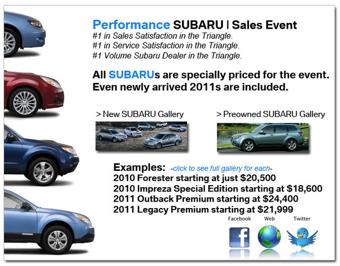 Performance SUBARU | Sales Event
#1 in Sales Satisfaction in the Triangle.
#1 in Service Satisfaction in the Triangle.
#1 Volume Subaru Dealer in the Triangle.
All SUBARUs are specially priced for the event.
Even newly arrived 2011s are included.
> New SUBARU Gallery > Preowned SUBARU Gallery
Examples: -click to see full gallery for each-
2010 Forester starting at just $20,500
2010 Impreza Special Edition starting at $18,600
2011 Outback Premium starting at $24,400
2011 Legacy Premium starting at $21,999
Facebook Web Twitter
f